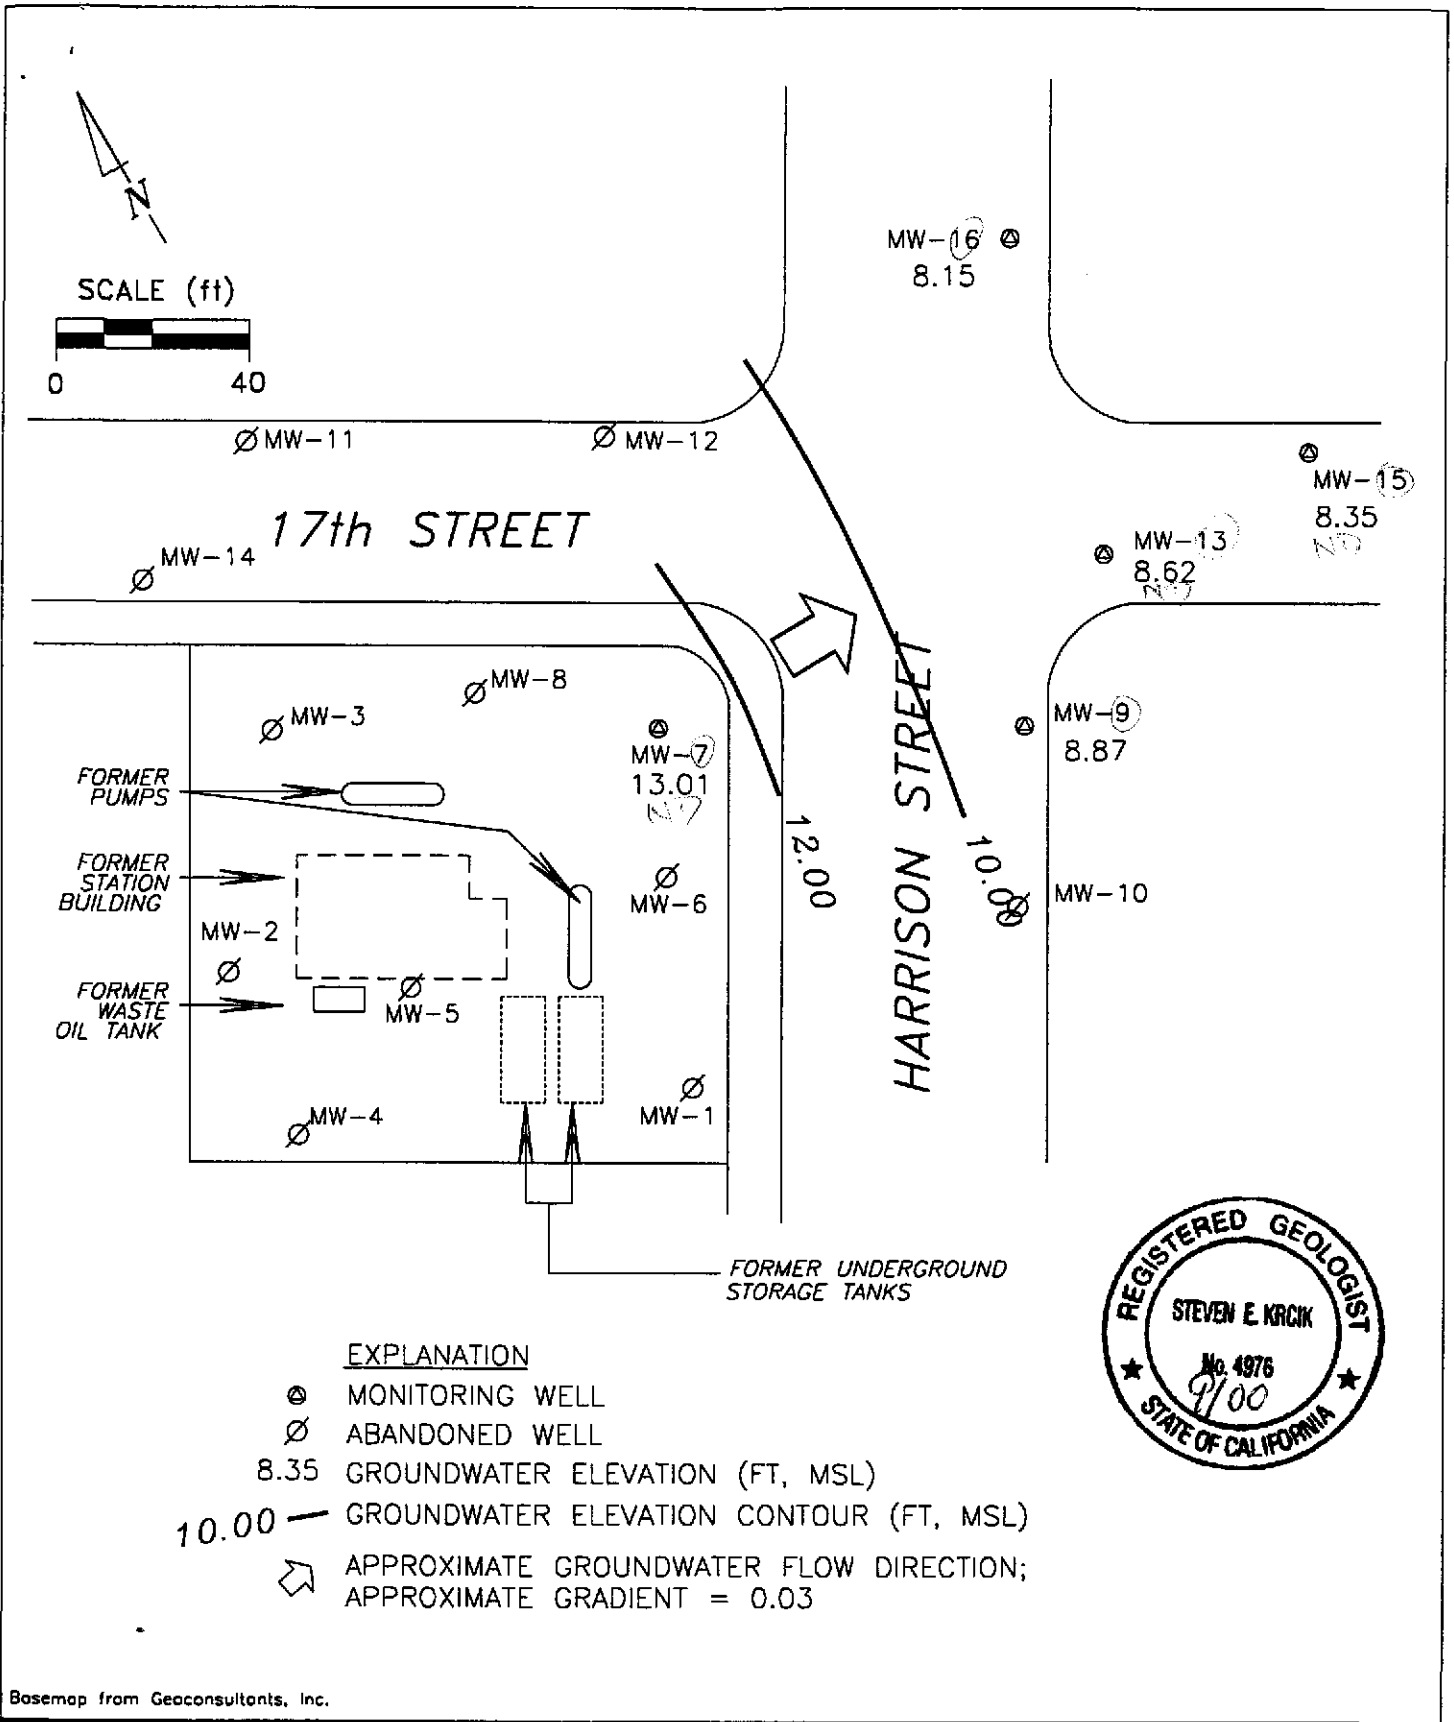 N
SCALE (ft)
0 40
MW-16
8.15
MW-11
MW-12
17th STREET
MW-15
8.35
ND
MW-13
8.62
ND
MW-14
MW-8
MW-3
MW-7
13.01
ND
MW-9
8.87
FORMER
PUMPS
12.00
10.00
HARRISON STREET
FORMER
STATION
BUILDING
MW-6
MW-10
MW-2
FORMER
WASTE
OIL TANK
MW-5
MW-1
MW-4
FORMER UNDERGROUND
STORAGE TANKS
REGISTERED GEOLOGIST
STEVEN E. KRCIK
No. 4976
9/00
STATE OF CALIFORNIA
EXPLANATION
MONITORING WELL
ABANDONED WELL
8.35 GROUNDWATER ELEVATION (FT, MSL)
10.00 GROUNDWATER ELEVATION CONTOUR (FT, MSL)
APPROXIMATE GROUNDWATER FLOW DIRECTION;
APPROXIMATE GRADIENT = 0.03
Basemap from Geoconsultants, Inc.